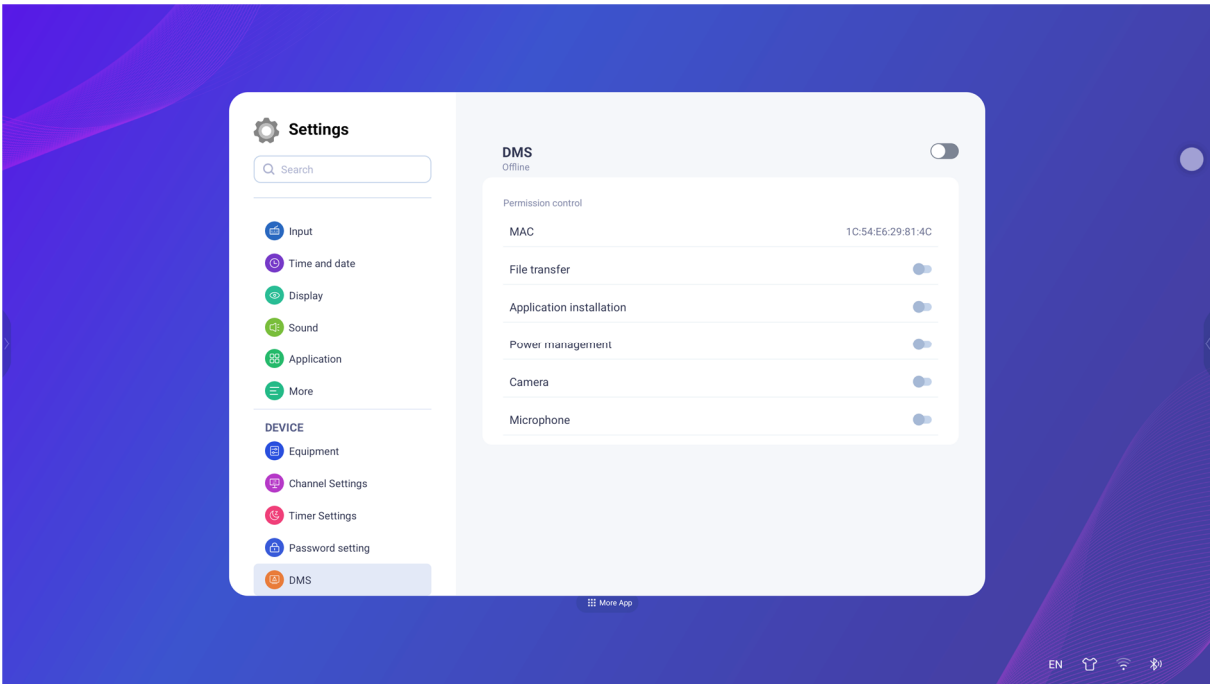 Settings
Search
Input
Time and date
Display
Sound
Application
More
DEVICE
Equipment
Channel Settings
Timer Settings
Password setting
DMS
DMS
Offline
Permission control
MAC 1C:54:E6:29:81:4C
File transfer
Application installation
Power management
Camera
Microphone
More App
EN